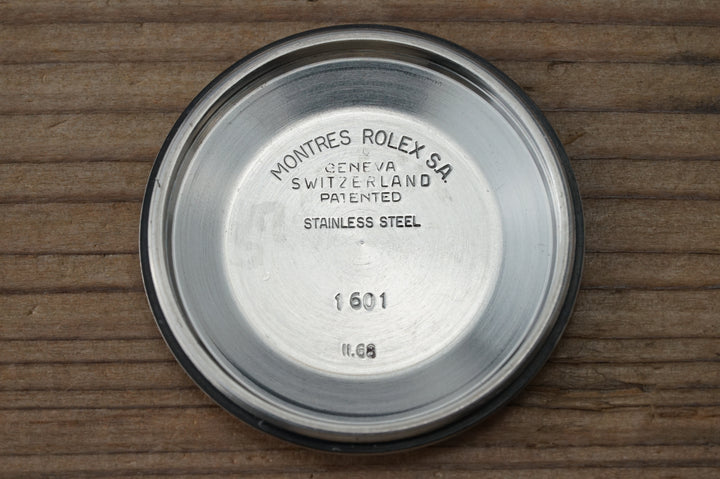 MONTRES ROLEX SA.
GENEVA
SWITZERLAND
PATENTED
STAINLESS STEEL
1601
II.68